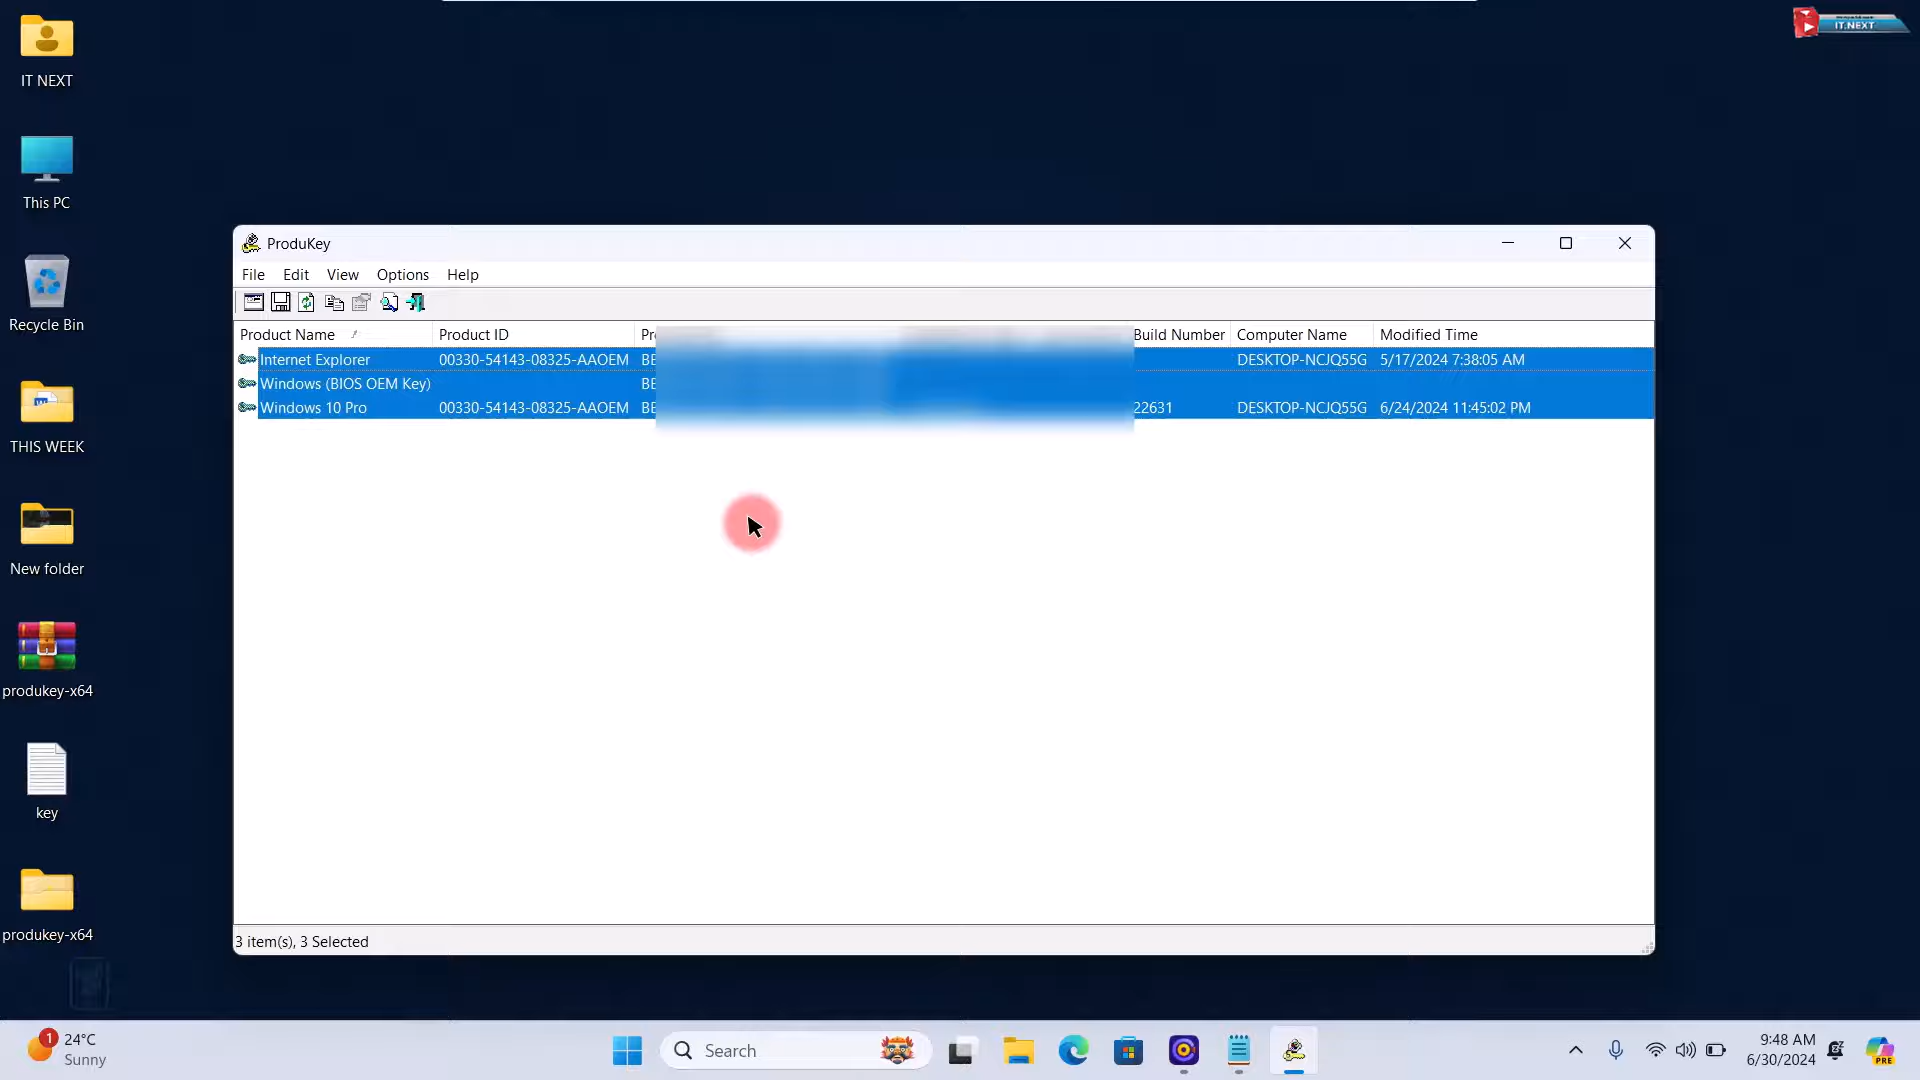 IT NEXT
This PC
Recycle Bin
THIS WEEK
New folder
produkey-x64
key
produkey-x64
IT.NEXT
ProduKey
File Edit View Options Help
Product Name Product ID Build Number Computer Name Modified Time
Internet Explorer 00330-54143-08325-AAOEM DESKTOP-NCJQ55G 5/17/2024 7:38:05 AM
Windows (BIOS OEM Key)
Windows 10 Pro 00330-54143-08325-AAOEM 22631 DESKTOP-NCJQ55G 6/24/2024 11:45:02 PM
3 item(s), 3 Selected
1 24°C
Sunny
Search
9:48 AM
6/30/2024
PRE